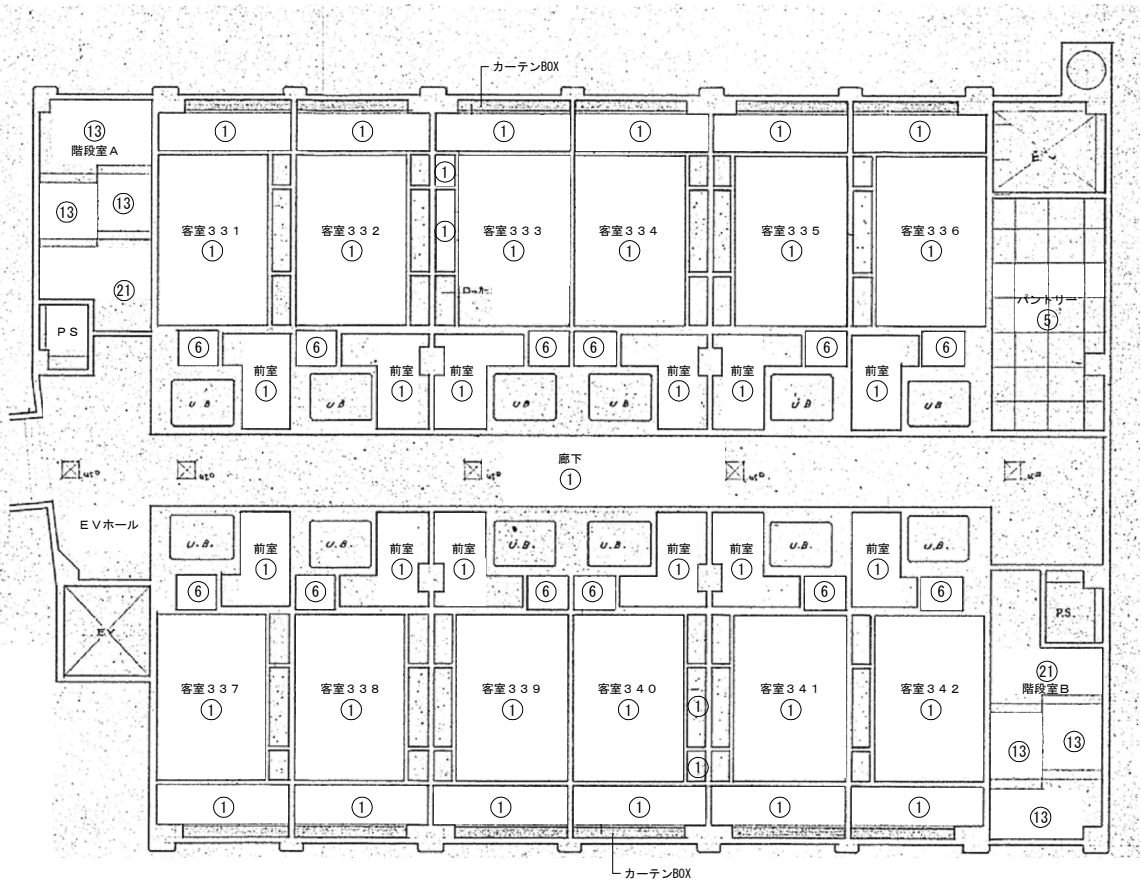 カーテンBOX
⑬
階段室A
① ① ① ① ① ①
EV
①
⑬ ⑬
客室331 客室332 客室333 客室334 客室335 客室336
① ① ① ① ① ① ①
㉑
ロッカー
パントリー
⑤
PS
⑥ ⑥ ⑥ ⑥ ⑥ ⑥
前室 前室 前室 前室 前室 前室
① ① ① ① ① ①
U.B U.B U.B U.B U.B U.B
廊下
①
EVホール
U.B. U.B. U.B. U.B. U.B. U.B.
前室 前室 前室 前室 前室 前室
① ① ① ① ① ①
⑥ ⑥ ⑥ ⑥ ⑥ ⑥
P.S.
EV
㉑
階段室B
客室337 客室338 客室339 客室340 客室341 客室342
① ① ① ① ① ① ①
⑬ ⑬
①
① ① ① ① ① ①
⑬
カーテンBOX